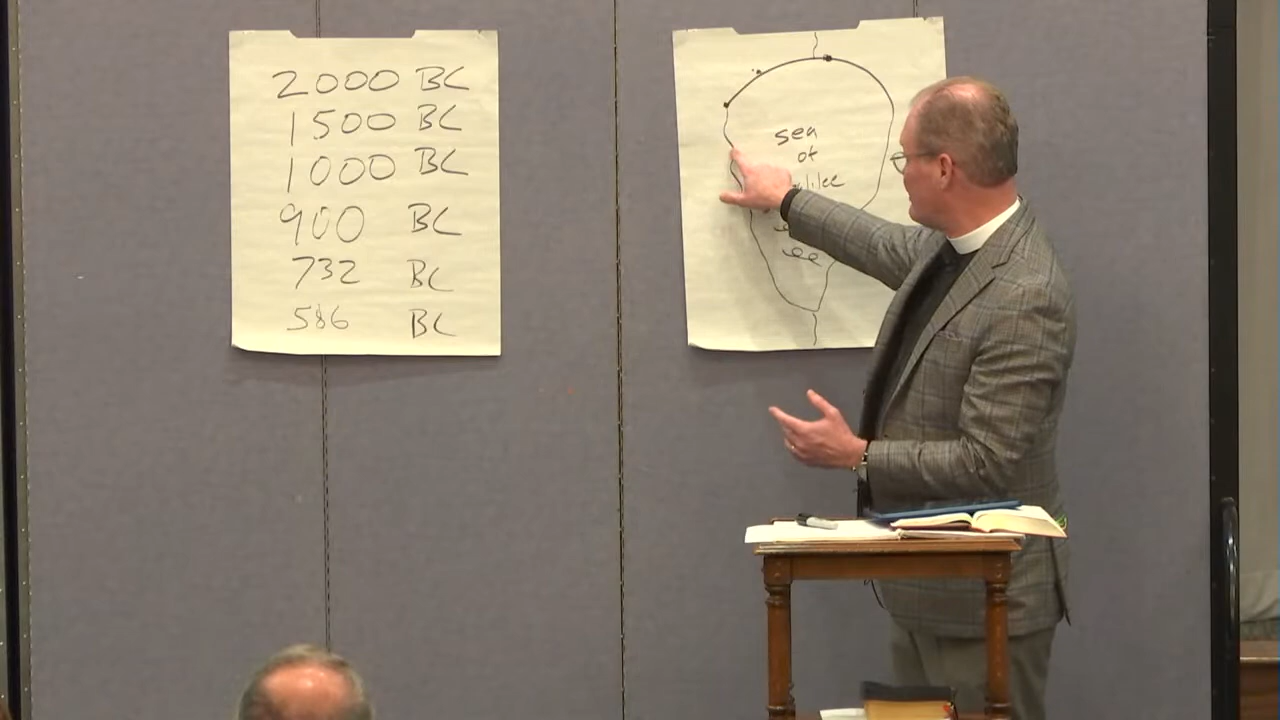 2000 BC
1500 BC
1000 BC
900 BC
732 BC
586 BC
sea
of